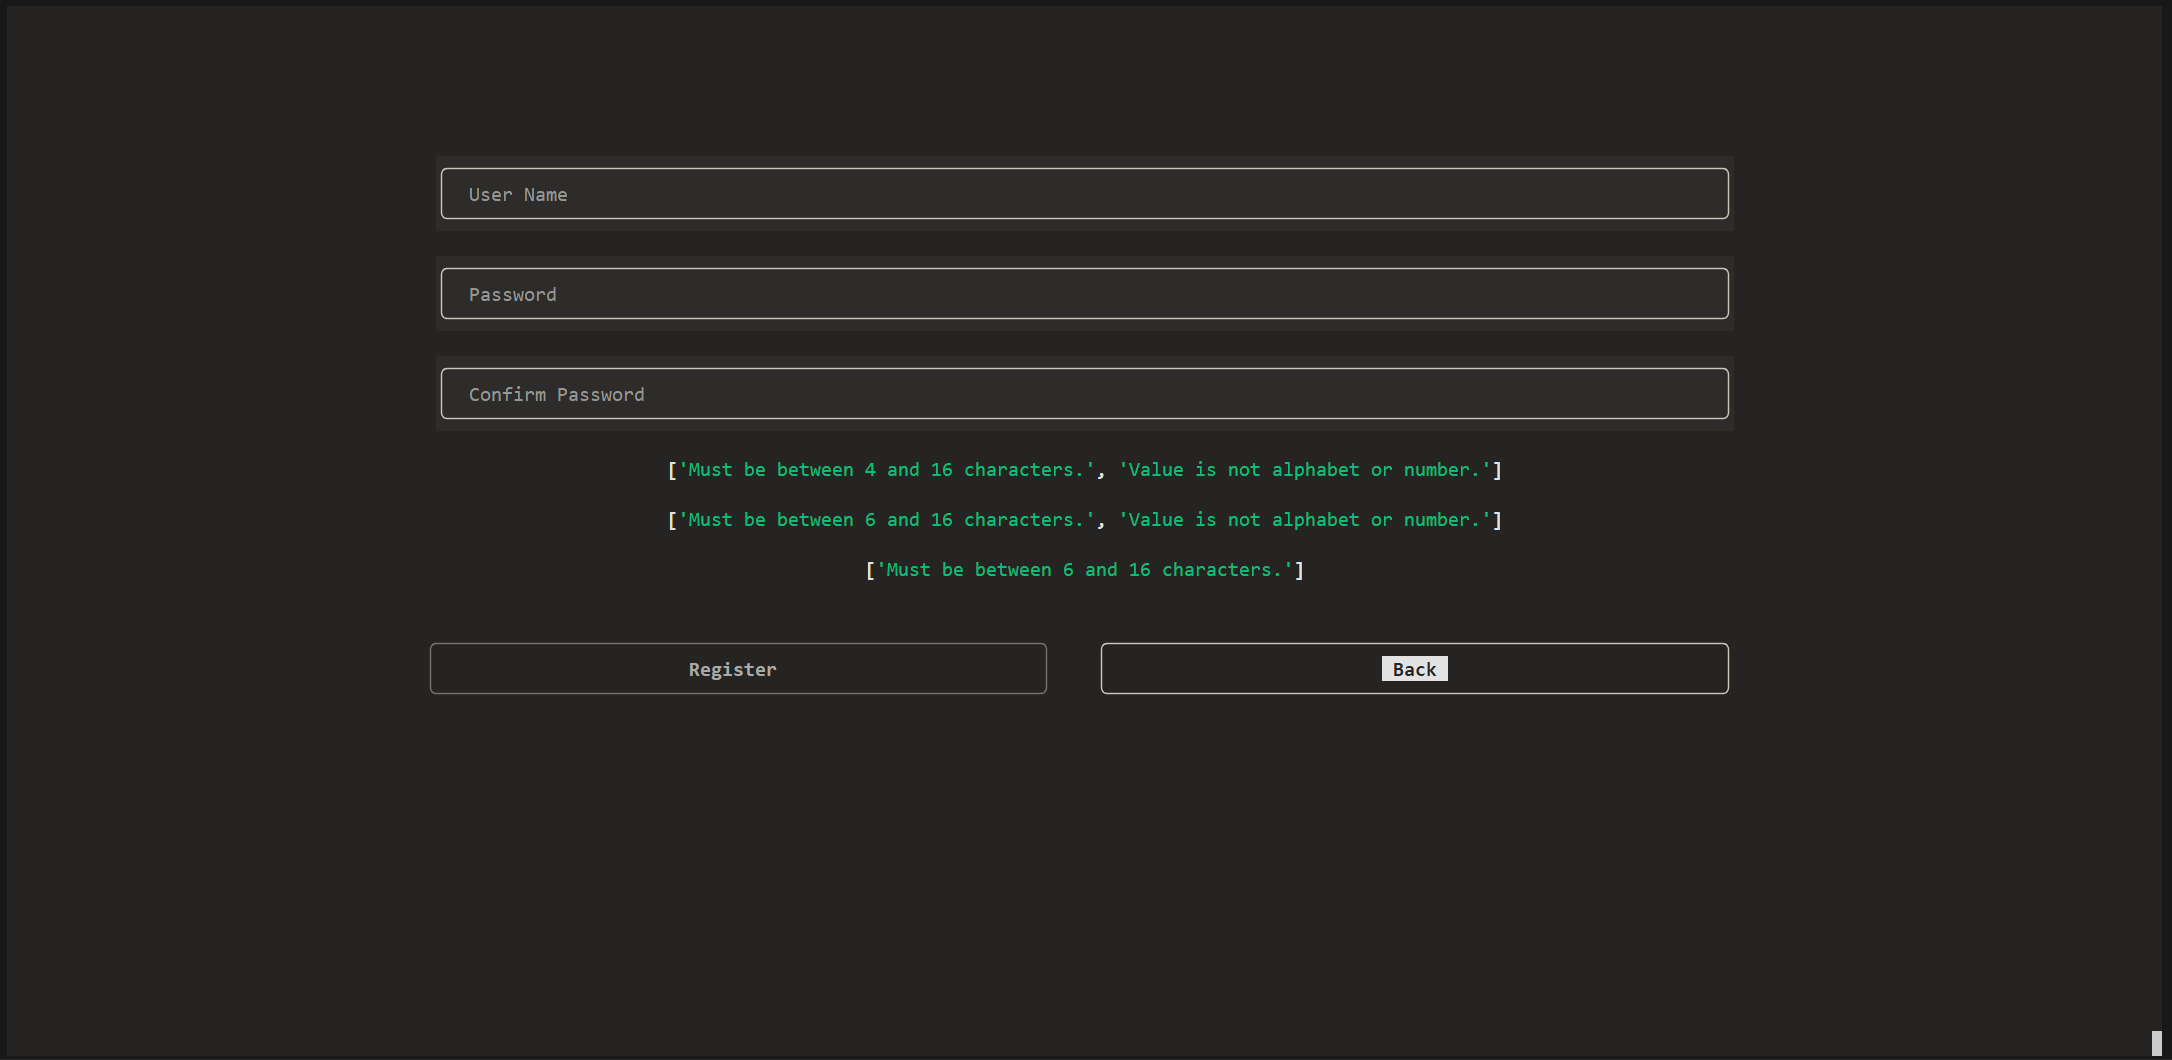 User Name
Password
Confirm Password
['Must be between 4 and 16 characters.', 'Value is not alphabet or number.']
['Must be between 6 and 16 characters.', 'Value is not alphabet or number.']
['Must be between 6 and 16 characters.']
Register
Back